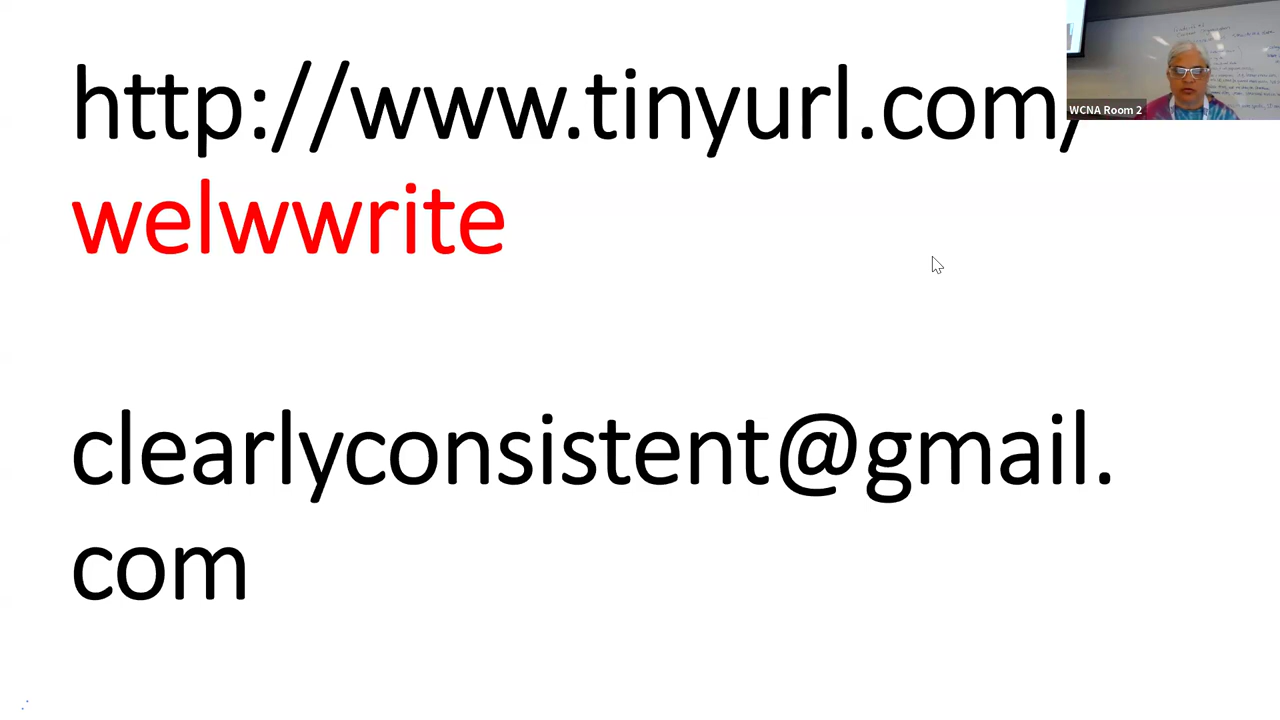 http://www.tinyurl.com/
welwwrite
clearlyconsistent@gmail.
com
WCNA Room 2